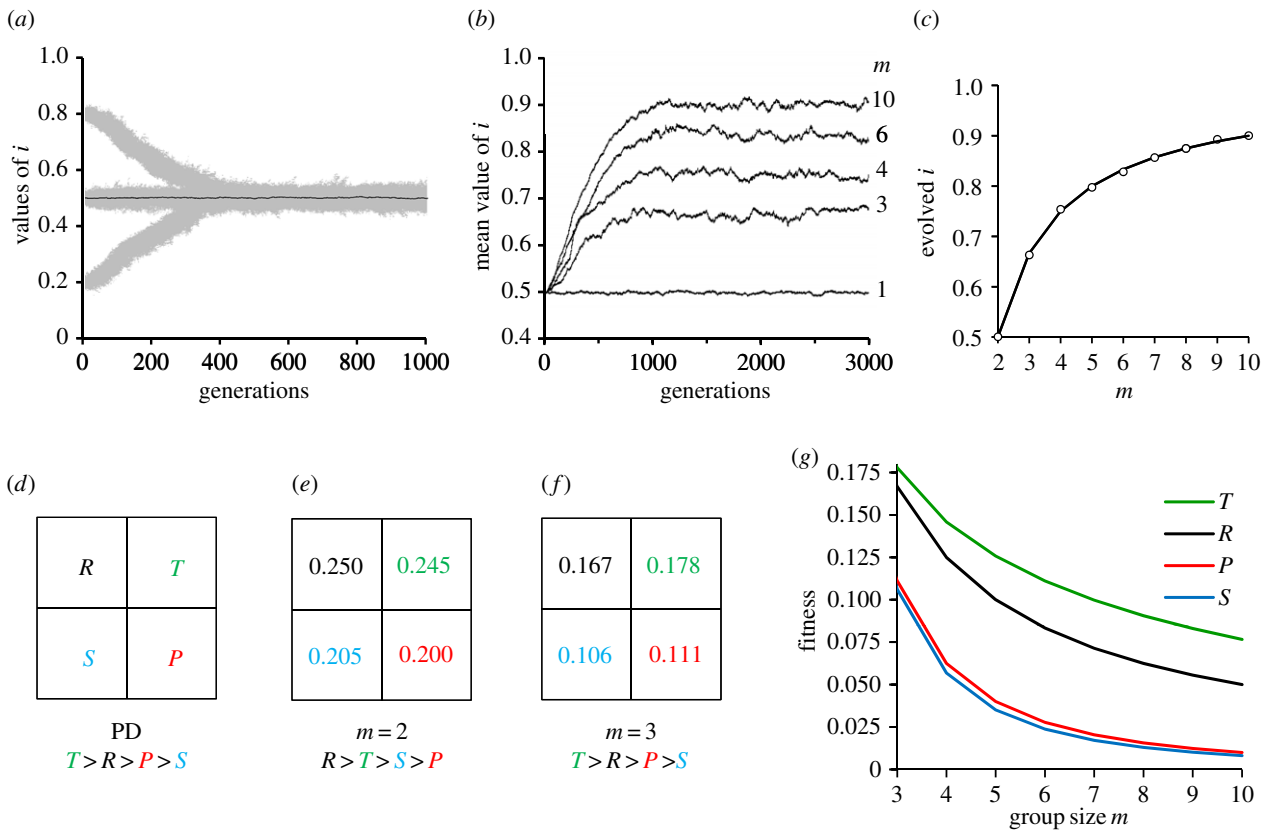 (a)
values of i
1.0
0.8
0.6
0.4
0.2
0
0 200 400 600 800 1000
generations
(b)
mean value of i
1.0
0.9
0.8
0.7
0.6
0.5
0.4
m
10
6
4
3
1
0 1000 2000 3000
generations
(c)
evolved i
1.0
0.9
0.8
0.7
0.6
0.5
2 3 4 5 6 7 8 9 10
m
(d)
R T
S P
PD
T > R > P > S
(e)
0.250 0.245
0.205 0.200
m = 2
R > T > S > P
(f)
0.167 0.178
0.106 0.111
m = 3
T > R > P > S
(g)
fitness
0.175
0.150
0.125
0.100
0.075
0.050
0.025
0
T
R
P
S
3 4 5 6 7 8 9 10
group size m